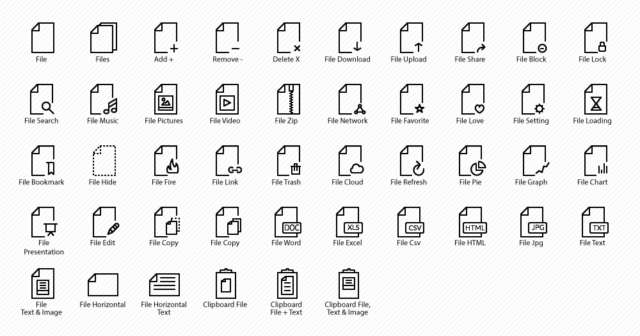 File Files Add + Remove - Delete X File Download File Upload File Share File Block File Lock
File Search File Music File Pictures File Video File Zip File Network File Favorite File Love File Setting File Loading
File Bookmark File Hide File Fire File Link File Trash File Cloud File Refresh File Pie File Graph File Chart
DOC XLS CSV HTML JPG TXT
File Presentation File Edit File Copy File Copy File Word File Excel File Csv File HTML File Jpg File Text
File Text & Image File Horizontal File Horizontal Text Clipboard File Clipboard File + Text Clipboard File, Text & Image